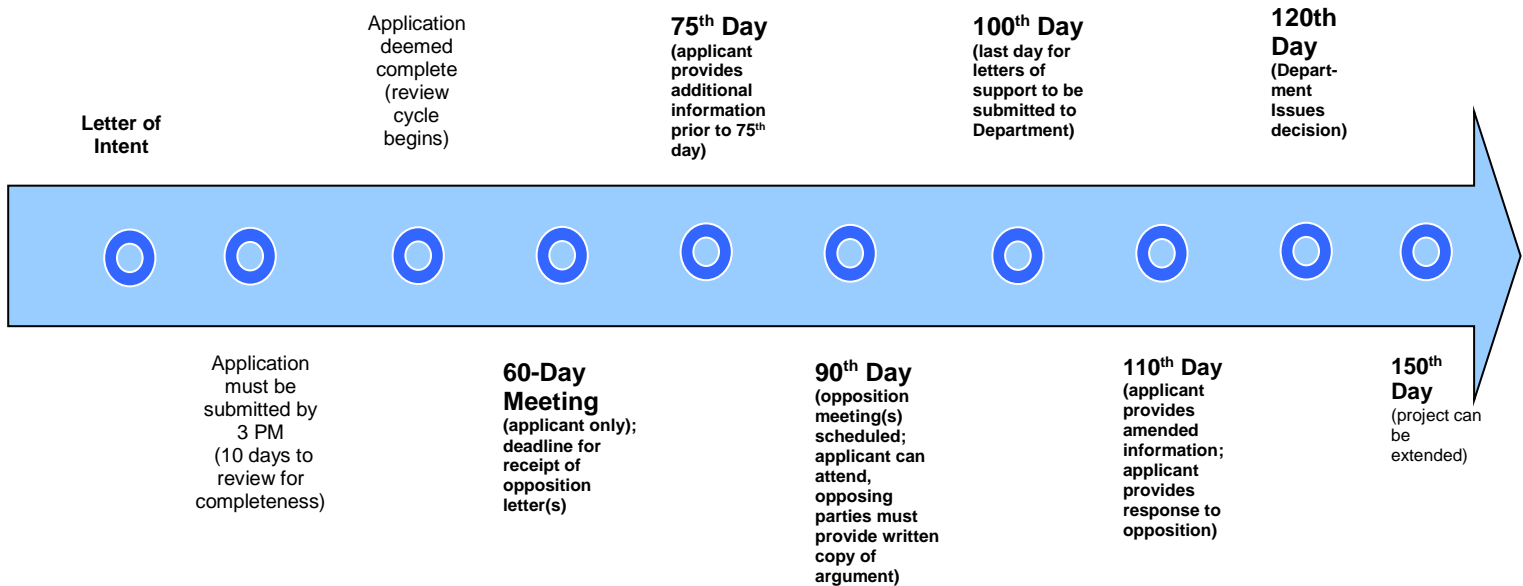 Letter of
Intent
Application
must be
submitted by
3 PM
(10 days to
review for
completeness)
Application
deemed
complete
(review
cycle
begins)
60-Day
Meeting
(applicant only);
deadline for
receipt of
opposition
letter(s)
75th Day
(applicant
provides
additional
information
prior to 75th
day)
90th Day
(opposition
meeting(s)
scheduled;
applicant can
attend,
opposing
parties must
provide written
copy of
argument)
100th Day
(last day for
letters of
support to be
submitted to
Department)
110th Day
(applicant
provides
amended
information;
applicant
provides
response to
opposition)
120th
Day
(Depart-
ment
Issues
decision)
150th
Day
(project can
be
extended)